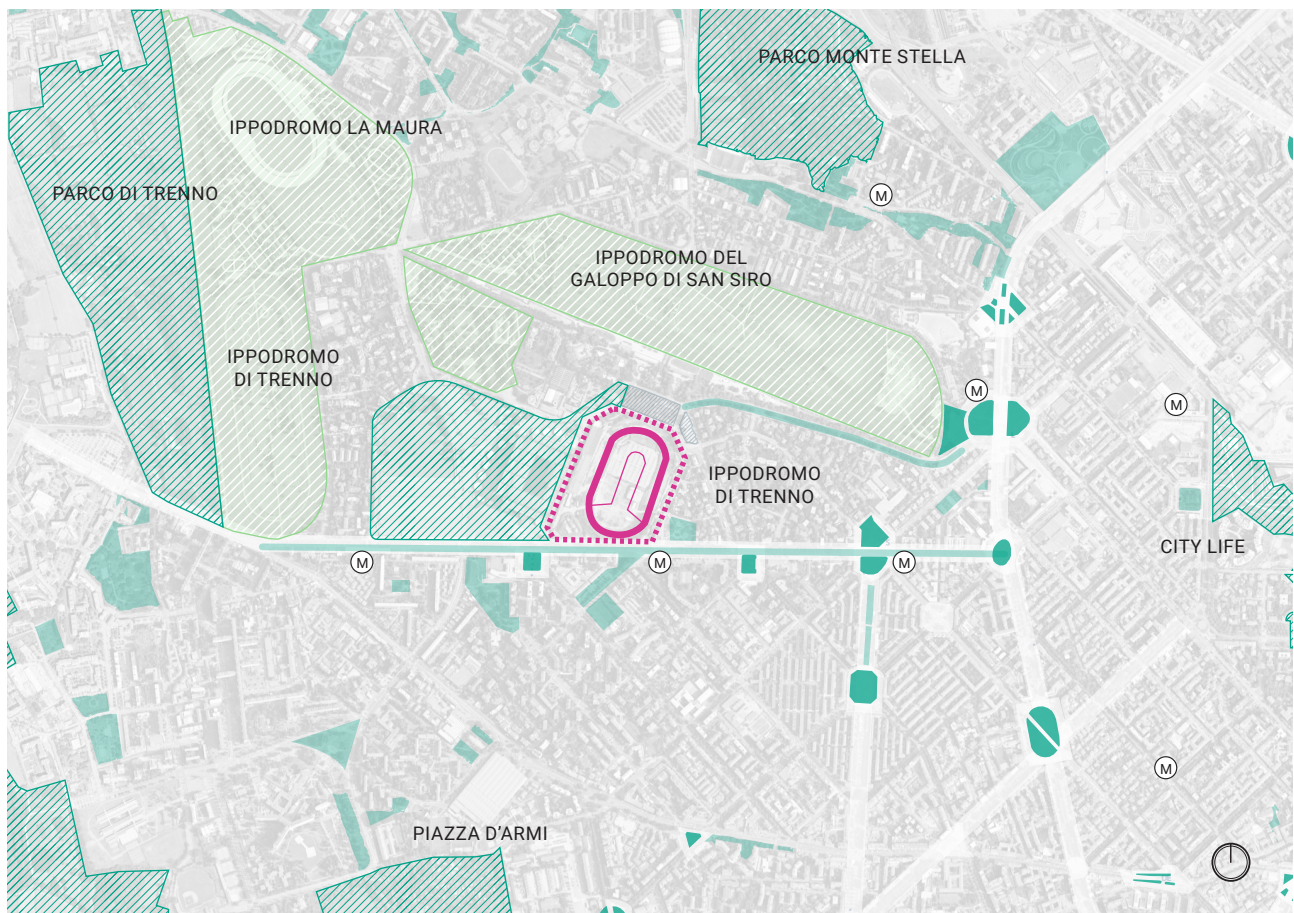 PARCO MONTE STELLA
IPPODROMO LA MAURA
PARCO DI TRENNO
M
IPPODROMO DEL
GALOPPO DI SAN SIRO
IPPODROMO
DI TRENNO
M
M
IPPODROMO
DI TRENNO
CITY LIFE
M
M
M
M
PIAZZA D'ARMI